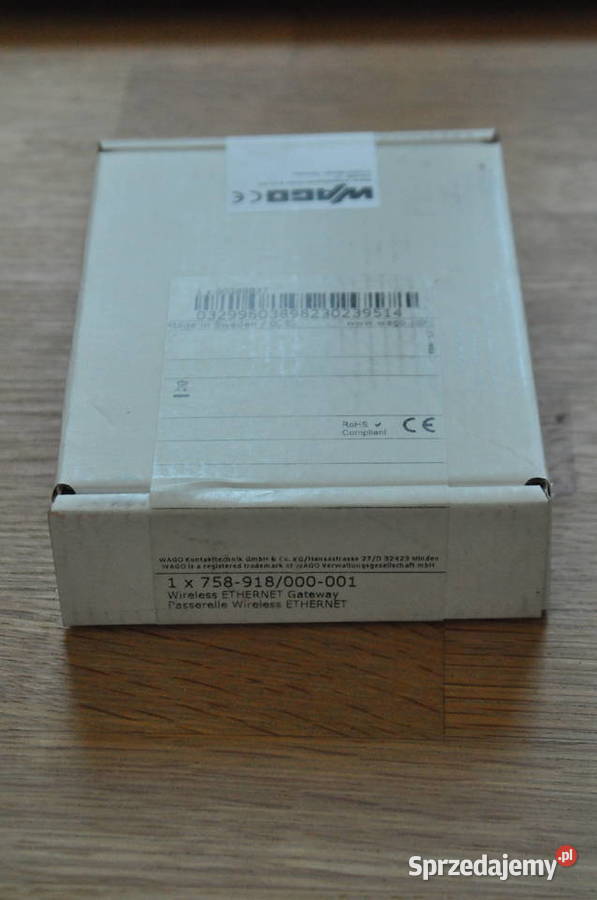 WAGO CE
03299603898230239514
Made in Sweden /
www.wago.com
RoHS ✓
Compliant
CE
WAGO Kontakttechnik GmbH & Co. KG/Hansastrasse 27/D 32423 Minden
WAGO is a registered trademark of WAGO Verwaltungsgesellschaft mbH
1 x 758-918/000-001
Wireless ETHERNET Gateway
Passerelle Wireless ETHERNET
Sprzedajemy.pl